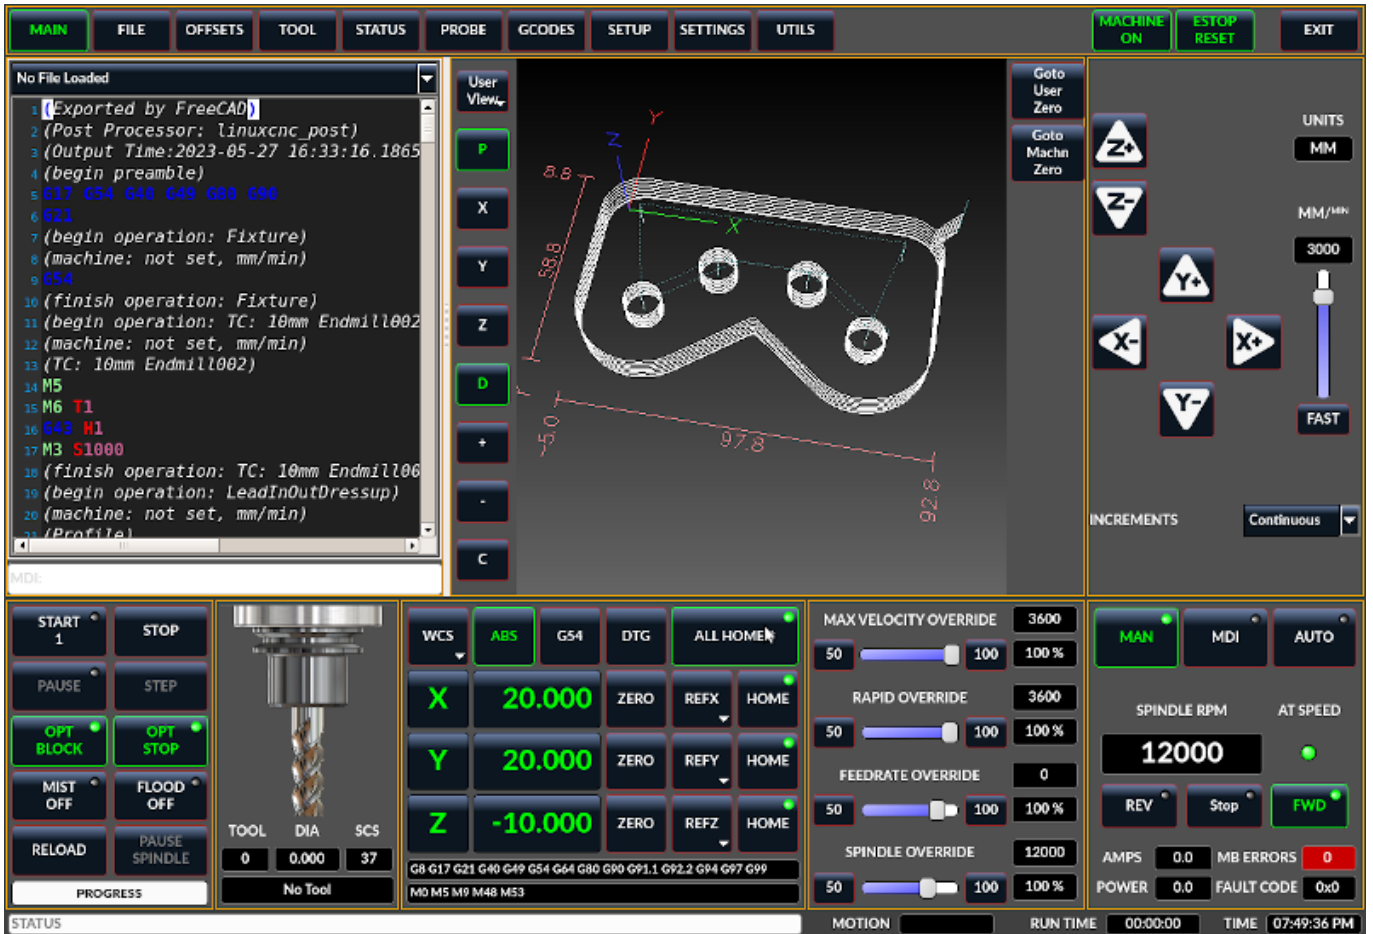 MAIN FILE OFFSETS TOOL STATUS PROBE GCODES SETUP SETTINGS UTILS MACHINE ON ESTOP RESET EXIT
No File Loaded
1 (Exported by FreeCAD)
2 (Post Processor: linuxcnc_post)
3 (Output Time:2023-05-27 16:33:16.1865
4 (begin preamble)
5 G17 G54 G40 G49 G80 G90
6 G21
7 (begin operation: Fixture)
8 (machine: not set, mm/min)
9 G54
10 (finish operation: Fixture)
11 (begin operation: TC: 10mm Endmill002
12 (machine: not set, mm/min)
13 (TC: 10mm Endmill002)
14 M5
15 M6 T1
16 G43 H1
17 M3 S1000
18 (finish operation: TC: 10mm Endmill00
19 (begin operation: LeadInOutDressup)
20 (machine: not set, mm/min)
21 (Profile)
MDI:
User
View
P
X
Y
Z
D
+
-
C
Y
Z
X
8.8
58.8
-5.0
97.8
92.8
Goto
User
Zero
Goto
Machn
Zero
Z+
Z-
Y+
X-
X+
Y-
UNITS
MM
MM/MIN
3000
FAST
INCREMENTS Continuous
START
1
STOP
PAUSE STEP
OPT
BLOCK
OPT
STOP
MIST
OFF
FLOOD
OFF
RELOAD
PAUSE
SPINDLE
PROGRESS
TOOL DIA SCS
0 0.000 37
No Tool
WCS ABS G54 DTG ALL HOME
X 20.000 ZERO REFX HOME
Y 20.000 ZERO REFY HOME
Z -10.000 ZERO REFZ HOME
G8 G17 G21 G40 G49 G54 G64 G80 G90 G91.1 G92.2 G94 G97 G99
M0 M5 M9 M48 M53
MAX VELOCITY OVERRIDE 3600
50 100 100 %
RAPID OVERRIDE 3600
50 100 100 %
FEEDRATE OVERRIDE 0
50 100 100 %
SPINDLE OVERRIDE 12000
50 100 100 %
MAN MDI AUTO
SPINDLE RPM AT SPEED
12000
REV Stop FWD
AMPS 0.0 MB ERRORS 0
POWER 0.0 FAULT CODE 0x0
STATUS
MOTION RUN TIME 00:00:00 TIME 07:49:36 PM